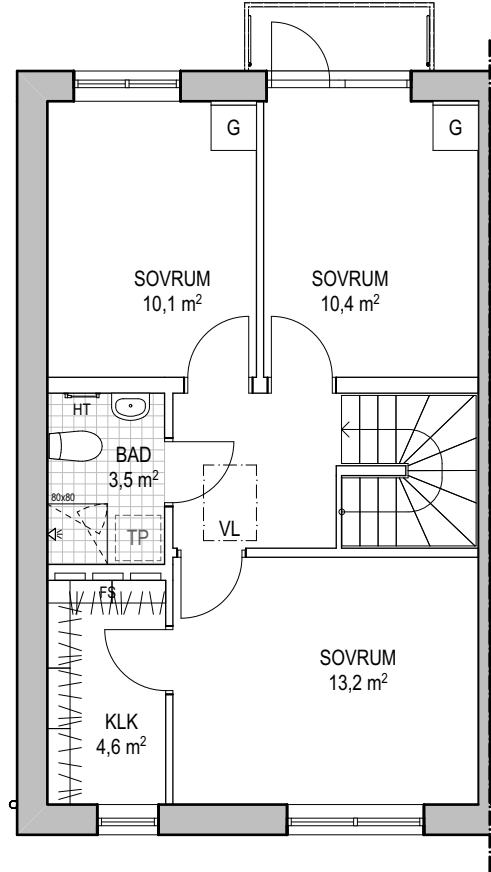 G
G
SOVRUM
10,1 m²
SOVRUM
10,4 m²
HT
BAD
3,5 m²
80x80
TP
VL
FS
SOVRUM
13,2 m²
KLK
4,6 m²